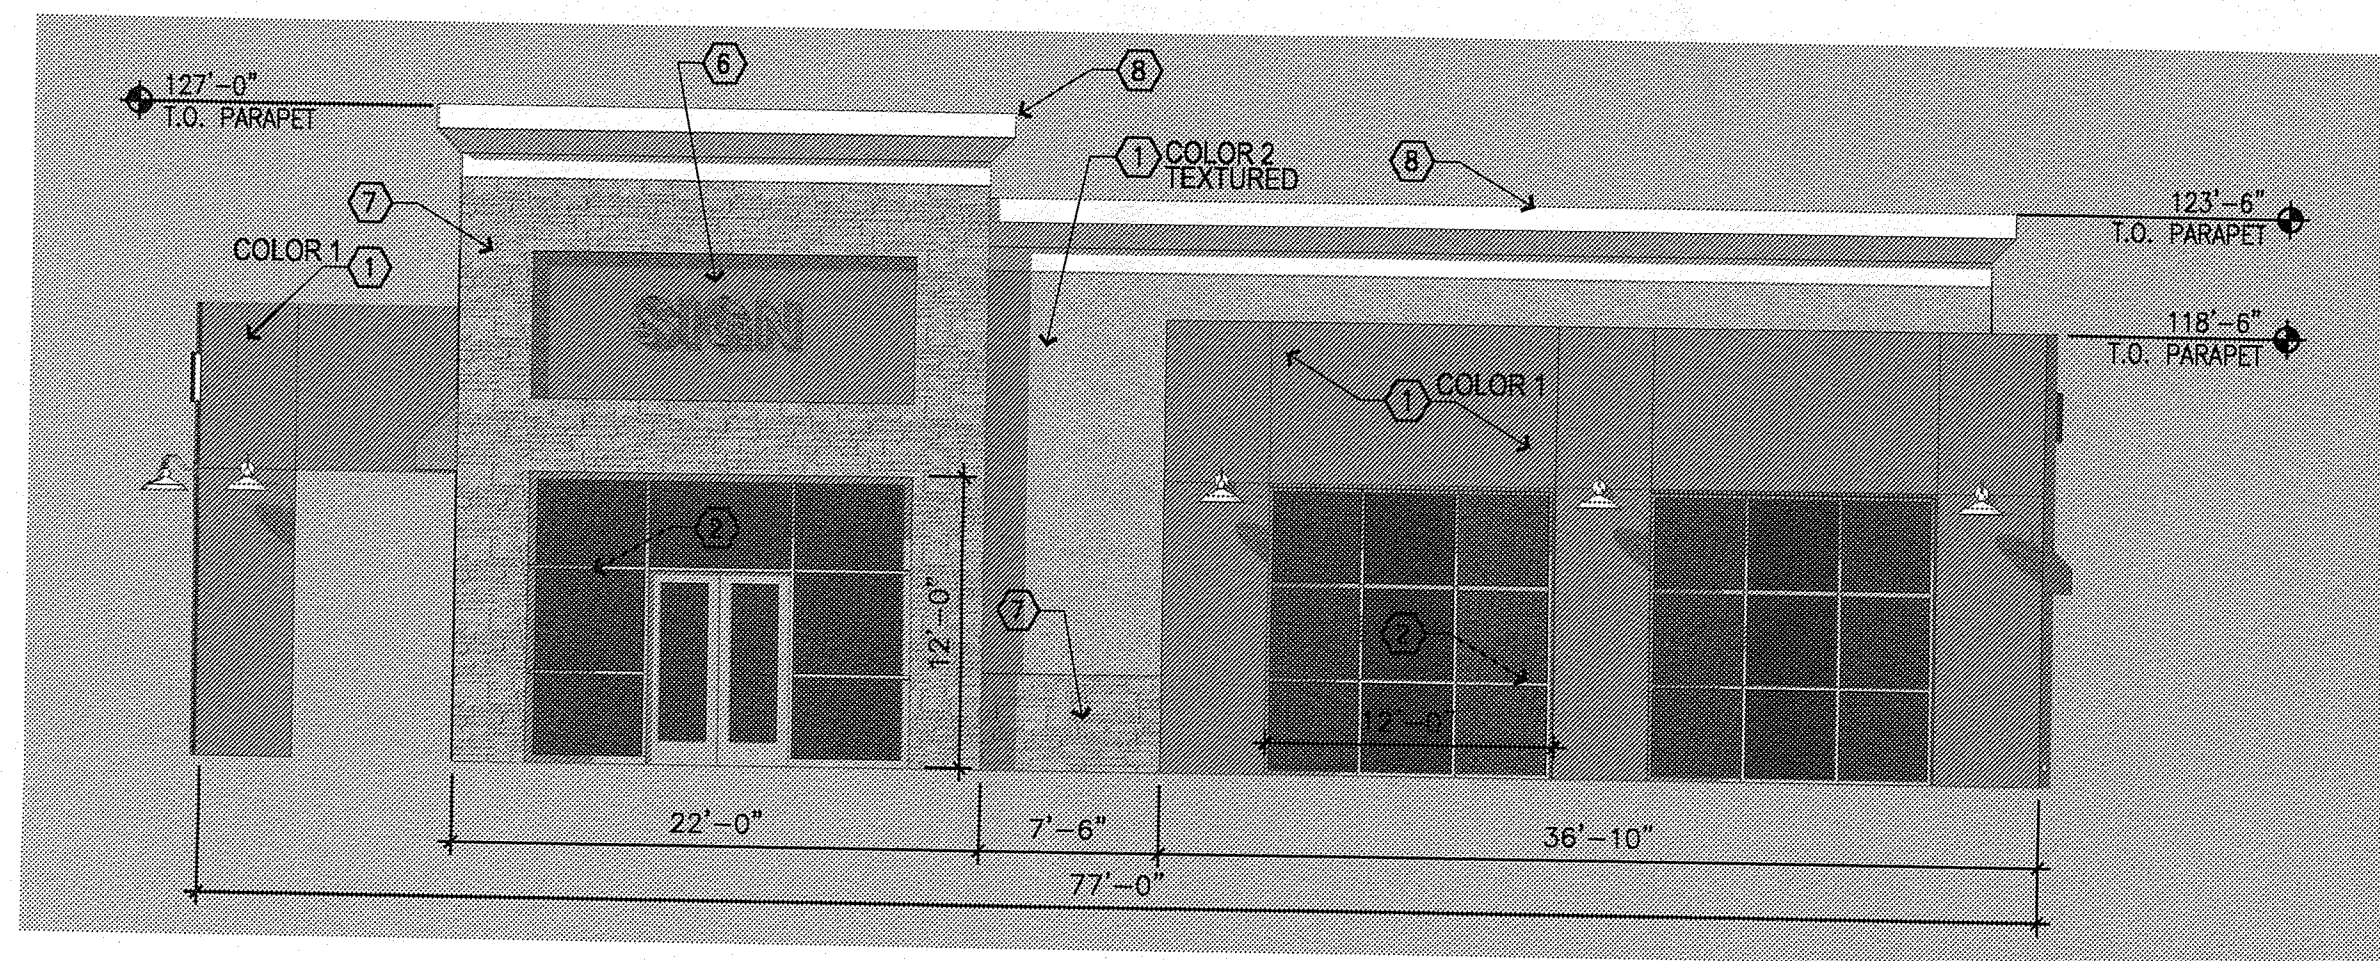 6
8
127'-0"
T.O. PARAPET
1 COLOR 2
TEXTURED
8
7
123'-6"
T.O. PARAPET
COLOR 1
1
118'-6"
T.O. PARAPET
1 COLOR 1
2
12'-0"
7
2
12'-0"
22'-0"
7'-6"
36'-10"
77'-0"